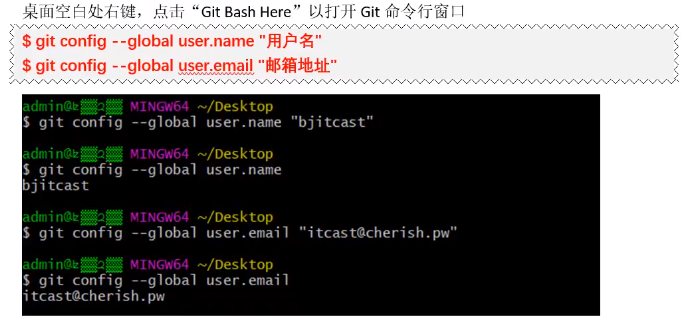 桌面空白处右键，点击“Git Bash Here”以打开 Git 命令行窗口
$ git config --global user.name "用户名"
$ git config --global user.email "邮箱地址"
admin@ MINGW64 ~/Desktop
$ git config --global user.name "bjitcast"
admin@ MINGW64 ~/Desktop
$ git config --global user.name
bjitcast
admin@ MINGW64 ~/Desktop
$ git config --global user.email "itcast@cherish.pw"
admin@ MINGW64 ~/Desktop
$ git config --global user.email
itcast@cherish.pw